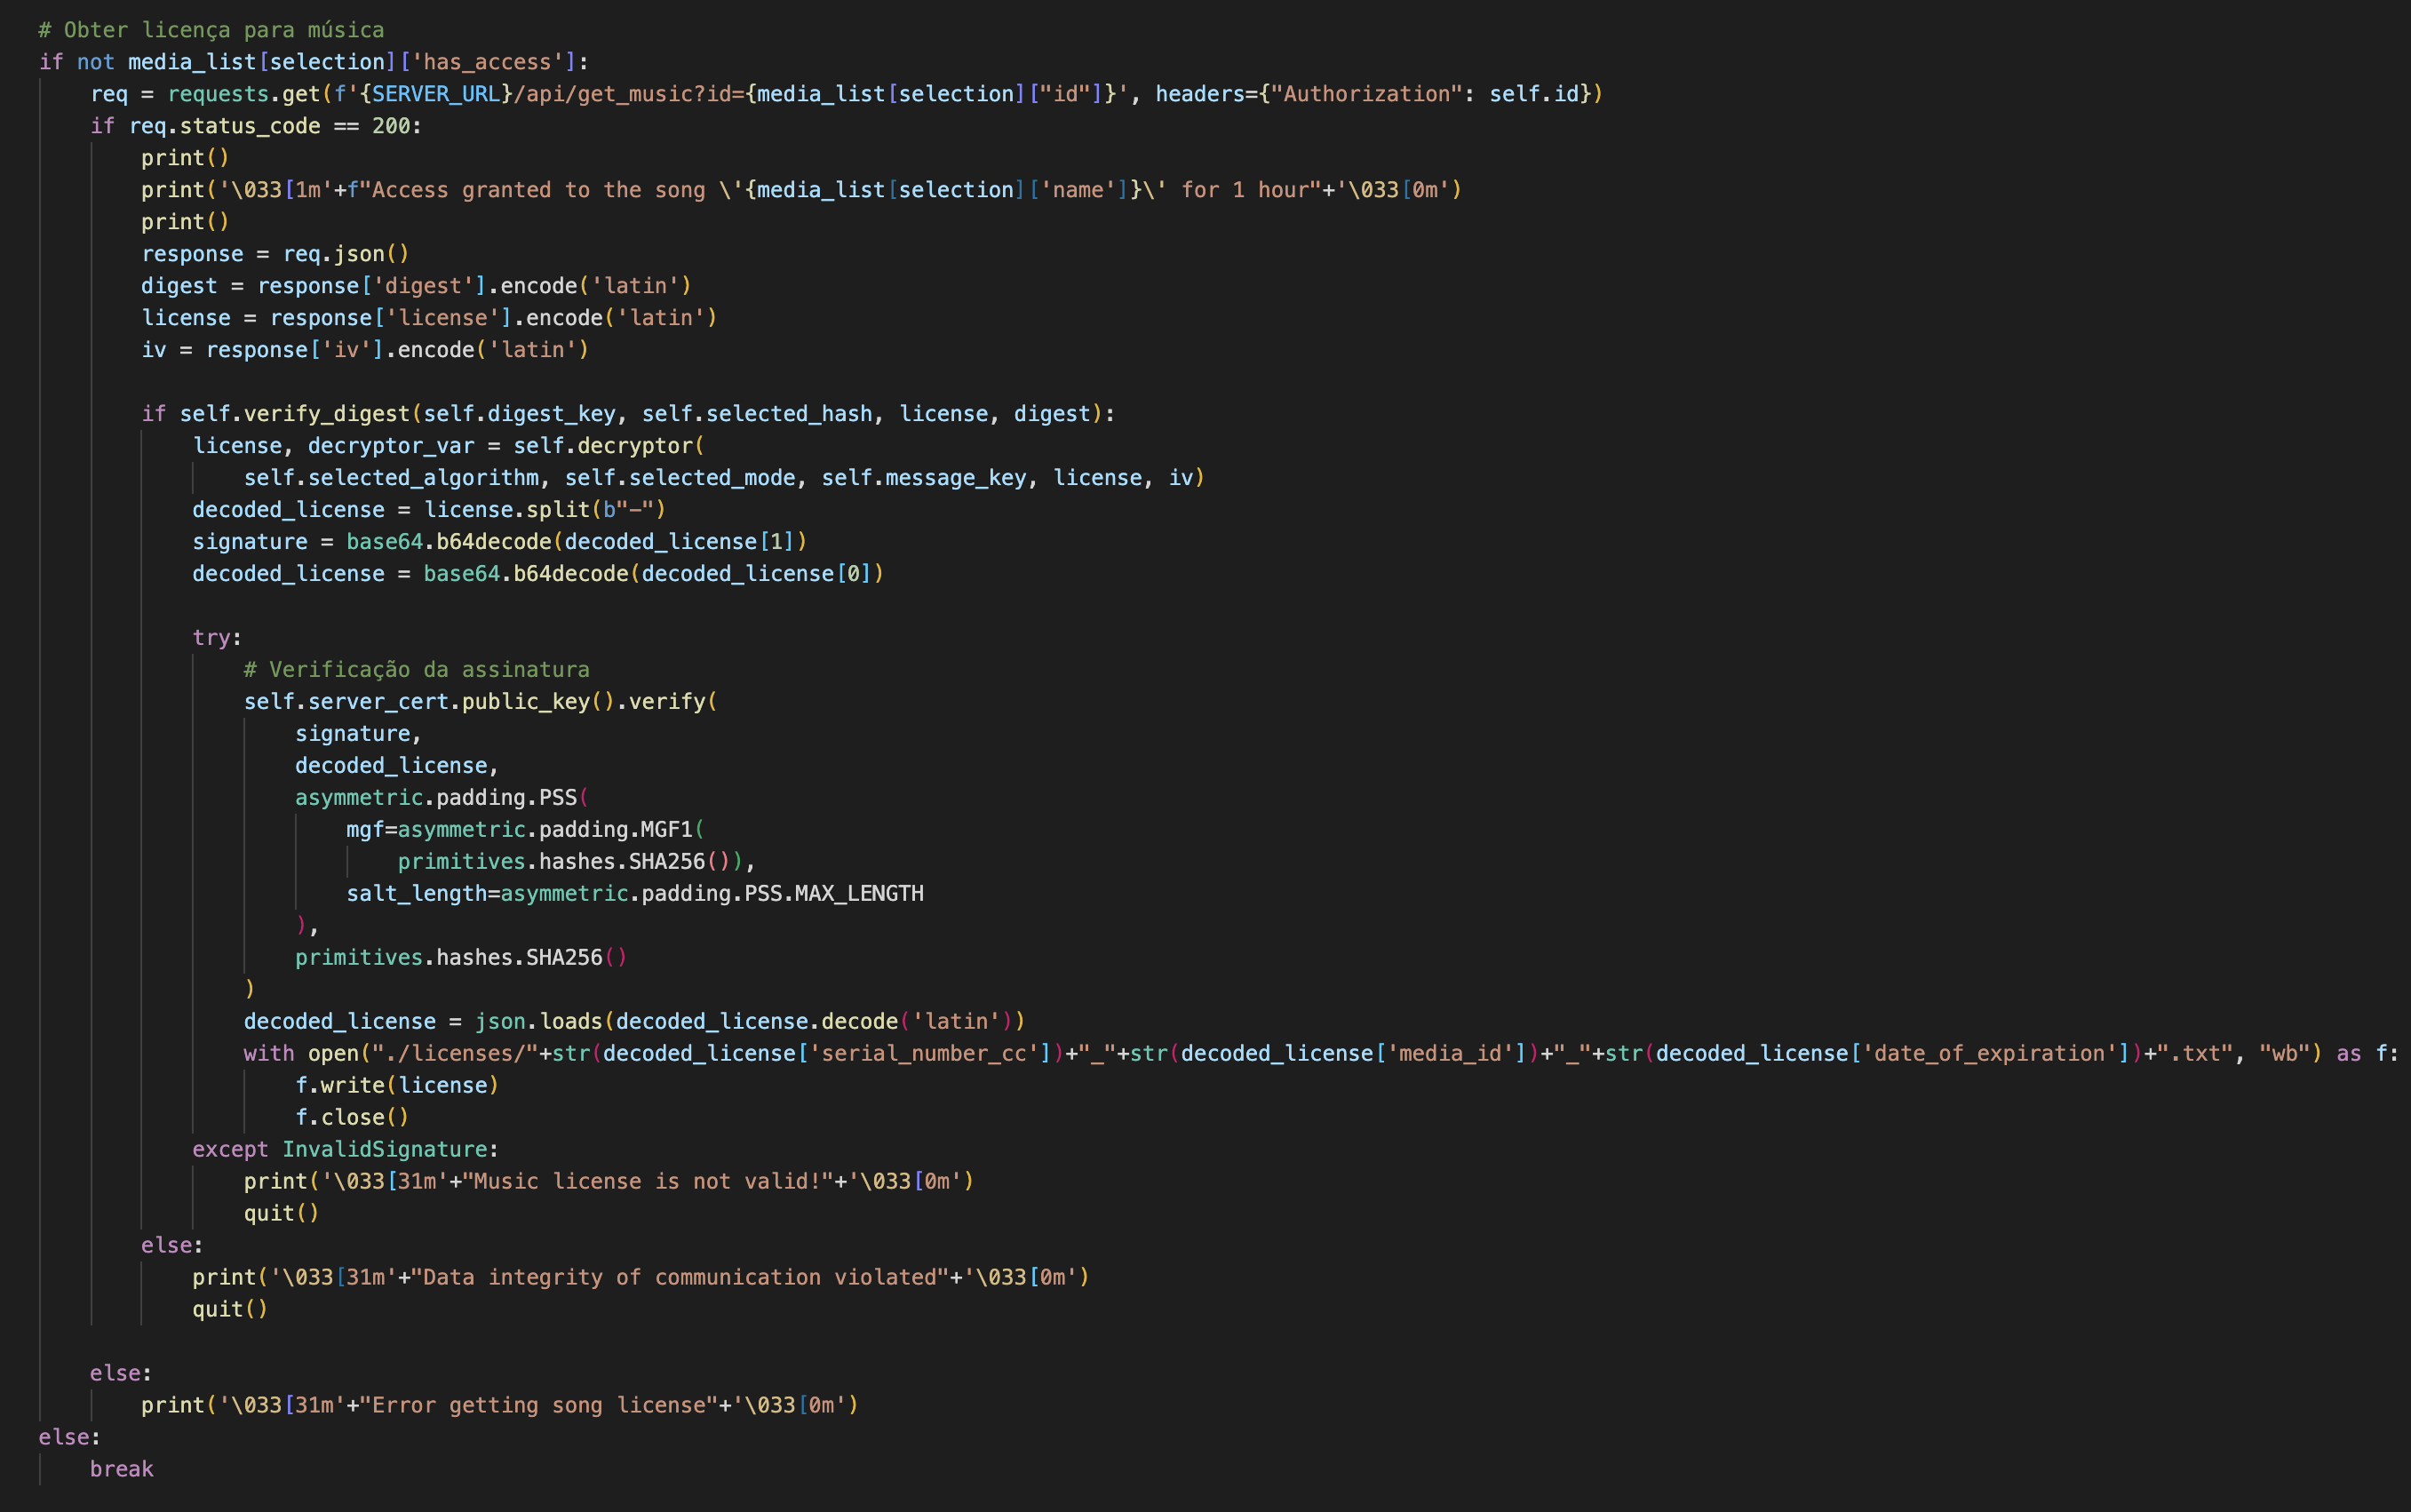 # Obter licença para música
if not media_list[selection]['has_access']:
    req = requests.get(f'{SERVER_URL}/api/get_music?id={media_list[selection]["id"]}', headers={"Authorization": self.id})
    if req.status_code == 200:
        print()
        print('\033[1m'+f"Access granted to the song \'{media_list[selection]['name']}\' for 1 hour"+'\033[0m')
        print()
        response = req.json()
        digest = response['digest'].encode('latin')
        license = response['license'].encode('latin')
        iv = response['iv'].encode('latin')

        if self.verify_digest(self.digest_key, self.selected_hash, license, digest):
            license, decryptor_var = self.decryptor(
                self.selected_algorithm, self.selected_mode, self.message_key, license, iv)
            decoded_license = license.split(b"-")
            signature = base64.b64decode(decoded_license[1])
            decoded_license = base64.b64decode(decoded_license[0])

            try:
                # Verificação da assinatura
                self.server_cert.public_key().verify(
                    signature,
                    decoded_license,
                    asymmetric.padding.PSS(
                        mgf=asymmetric.padding.MGF1(
                            primitives.hashes.SHA256()),
                        salt_length=asymmetric.padding.PSS.MAX_LENGTH
                    ),
                    primitives.hashes.SHA256()
                )
                decoded_license = json.loads(decoded_license.decode('latin'))
                with open("./licenses/"+str(decoded_license['serial_number_cc'])+"_"+str(decoded_license['media_id'])+"_"+str(decoded_license['date_of_expiration'])+".txt", "wb") as f:
                    f.write(license)
                    f.close()
            except InvalidSignature:
                print('\033[31m'+"Music license is not valid!"+'\033[0m')
                quit()
        else:
            print('\033[31m'+"Data integrity of communication violated"+'\033[0m')
            quit()

    else:
        print('\033[31m'+"Error getting song license"+'\033[0m')
else:
    break